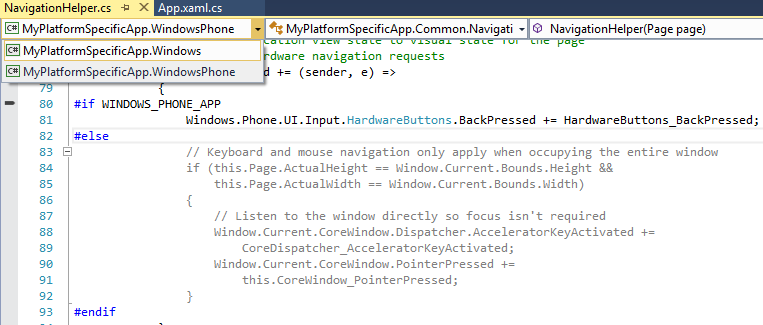 NavigationHelper.cs App.xaml.cs
C# MyPlatformSpecificApp.WindowsPhone MyPlatformSpecificApp.Common.Navigati NavigationHelper(Page page)
C# MyPlatformSpecificApp.Windows
view state to visual state for the page
C# MyPlatformSpecificApp.WindowsPhone
navigation requests
+= (sender, e) =>
79 {
80 #if WINDOWS_PHONE_APP
81 Windows.Phone.UI.Input.HardwareButtons.BackPressed += HardwareButtons_BackPressed;
82 #else
83 // Keyboard and mouse navigation only apply when occupying the entire window
84 if (this.Page.ActualHeight == Window.Current.Bounds.Height &&
85 this.Page.ActualWidth == Window.Current.Bounds.Width)
86 {
87 // Listen to the window directly so focus isn't required
88 Window.Current.CoreWindow.Dispatcher.AcceleratorKeyActivated +=
89 CoreDispatcher_AcceleratorKeyActivated;
90 Window.Current.CoreWindow.PointerPressed +=
91 this.CoreWindow_PointerPressed;
92 }
93 #endif